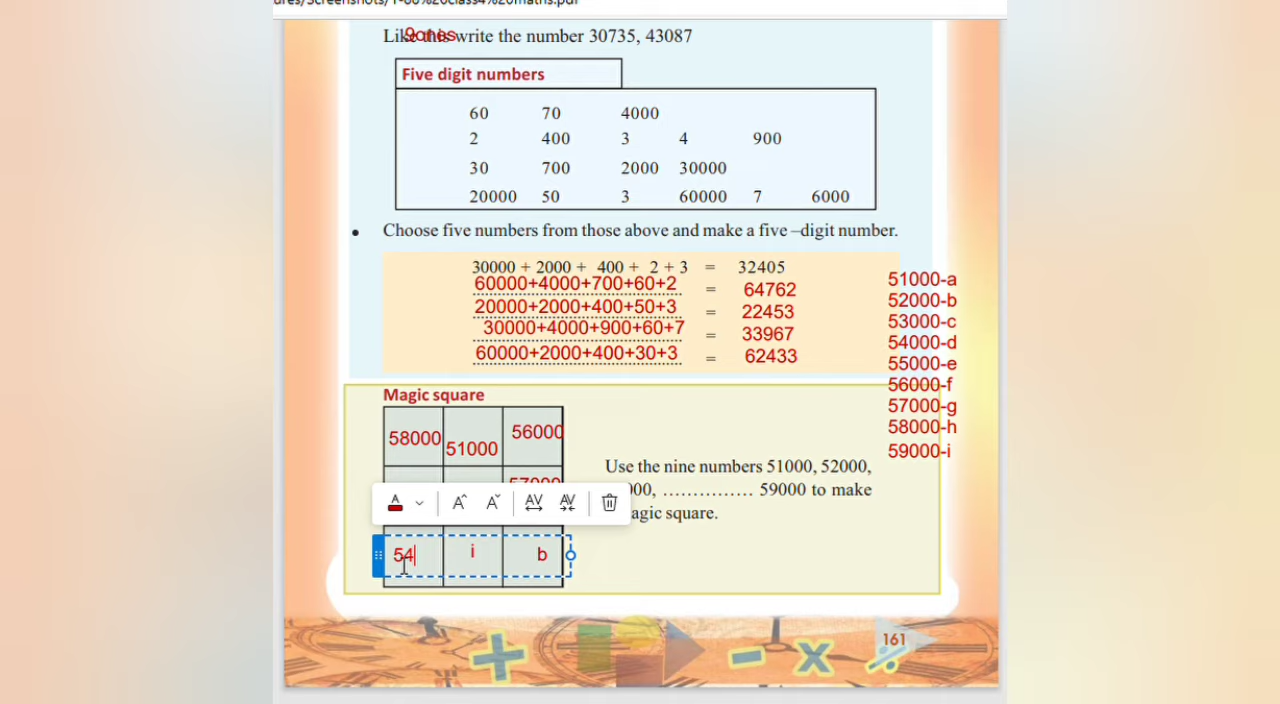 Like this write the number 30735, 43087
9ones
Five digit numbers
60 70 4000
2 400 3 4 900
30 700 2000 30000
20000 50 3 60000 7 6000
• Choose five numbers from those above and make a five –digit number.
30000 + 2000 + 400 + 2 + 3 = 32405
60000+4000+700+60+2 = 64762
20000+2000+400+50+3 = 22453
30000+4000+900+60+7 = 33967
60000+2000+400+30+3 = 62433
51000-a
52000-b
53000-c
54000-d
55000-e
56000-f
57000-g
58000-h
59000-i
Magic square
58000 51000 56000
57000
54 i b
Use the nine numbers 51000, 52000,
000, ............... 59000 to make
agic square.
A A A AV AV
161